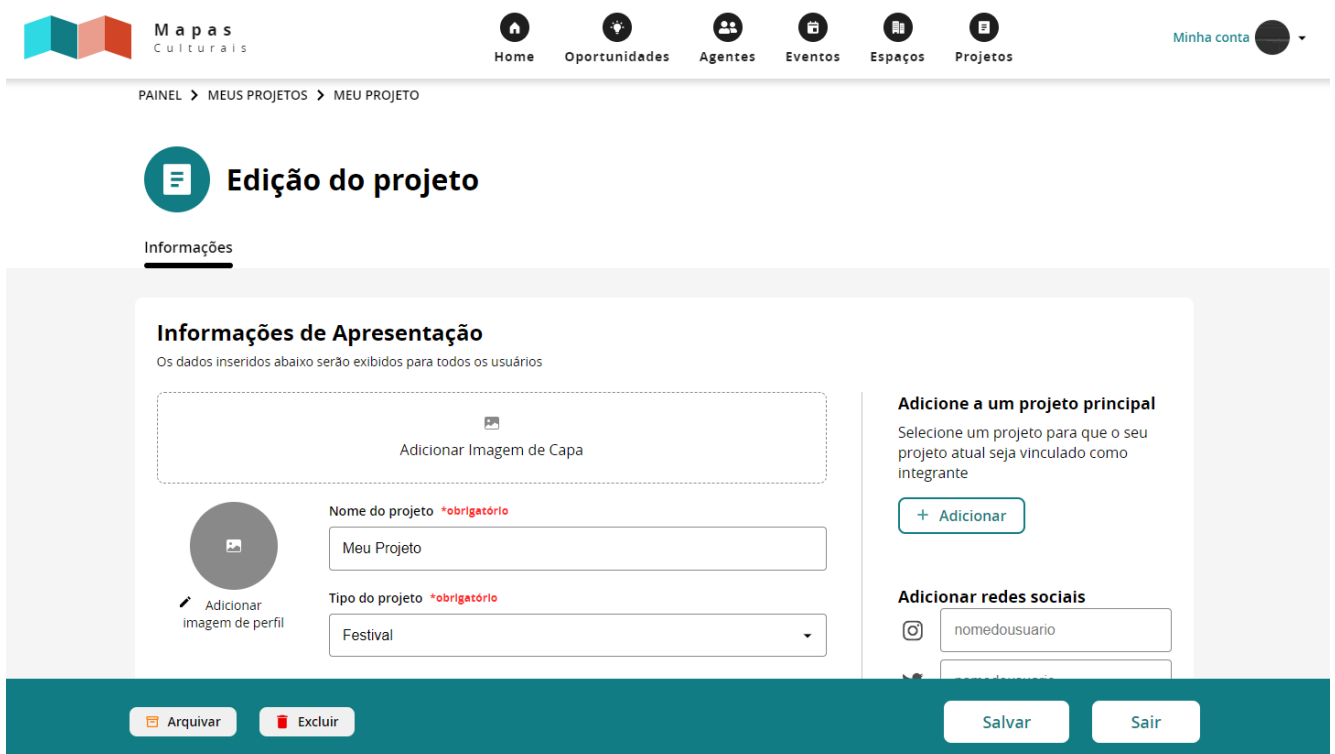 Mapas
Culturais
Home
Oportunidades
Agentes
Eventos
Espaços
Projetos
Minha conta
PAINEL > MEUS PROJETOS > MEU PROJETO
Edição do projeto
Informações
Informações de Apresentação
Os dados inseridos abaixo serão exibidos para todos os usuários
Adicionar Imagem de Capa
Adicionar
imagem de perfil
Nome do projeto *obrigatório
Meu Projeto
Tipo do projeto *obrigatório
Festival
Adicione a um projeto principal
Selecione um projeto para que o seu
projeto atual seja vinculado como
integrante
+ Adicionar
Adicionar redes sociais
nomedousuario
Arquivar
Excluir
Salvar
Sair